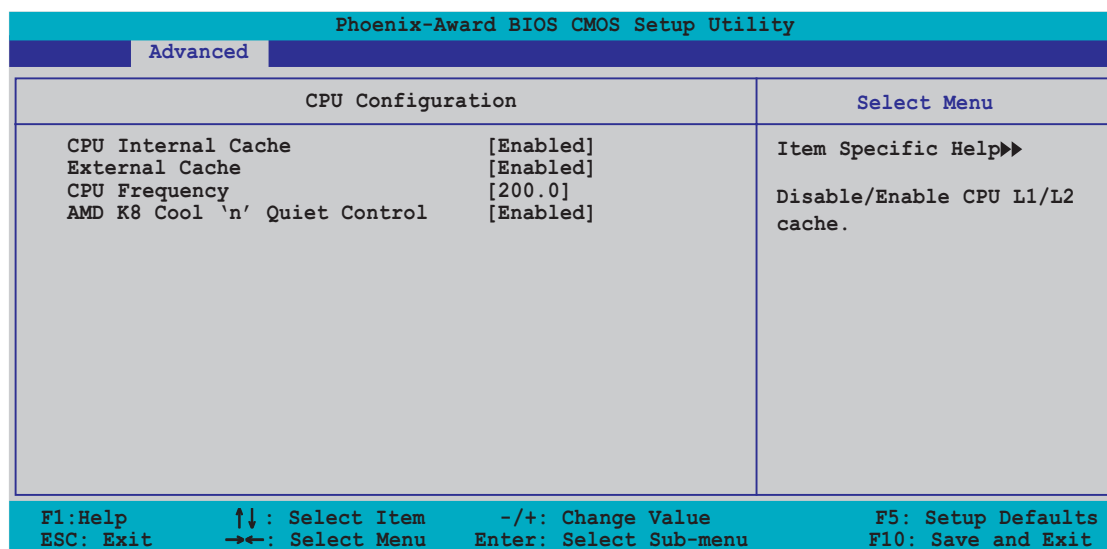 Phoenix-Award BIOS CMOS Setup Utility
Advanced
CPU Configuration
Select Menu
CPU Internal Cache [Enabled]
External Cache [Enabled]
CPU Frequency [200.0]
AMD K8 Cool ‘n’ Quiet Control [Enabled]
Item Specific Help▶▶
Disable/Enable CPU L1/L2
cache.
F1:Help ↑↓: Select Item -/+: Change Value F5: Setup Defaults
ESC: Exit →←: Select Menu Enter: Select Sub-menu F10: Save and Exit